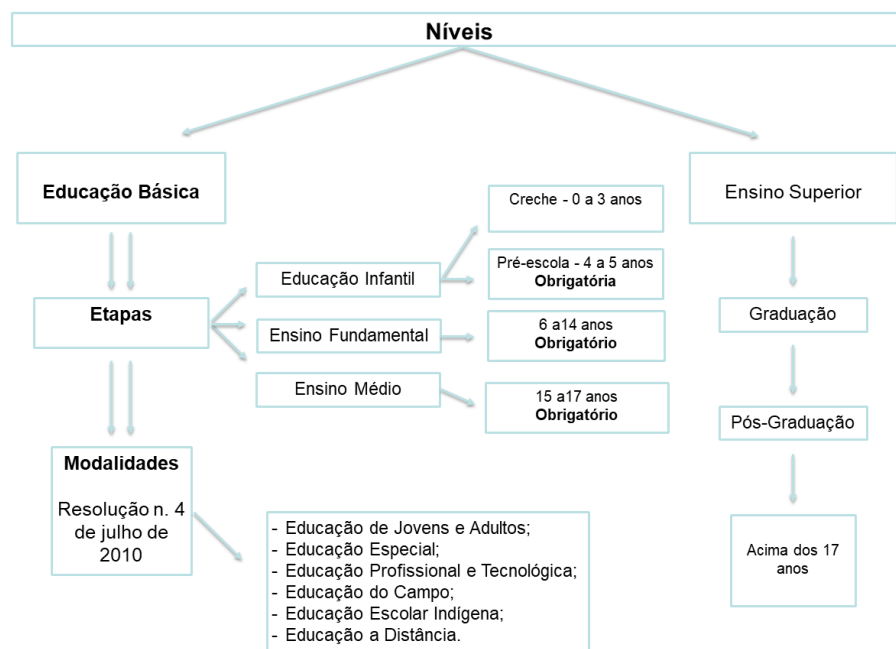 Níveis
Educação Básica
Ensino Superior
Creche - 0 a 3 anos
Pré-escola - 4 a 5 anos
Obrigatória
Educação Infantil
Etapas
Ensino Fundamental
6 a14 anos
Obrigatório
Ensino Médio
15 a17 anos
Obrigatório
Graduação
Pós-Graduação
Acima dos 17
anos
Modalidades
Resolução n. 4
de julho de
2010
- Educação de Jovens e Adultos;
- Educação Especial;
- Educação Profissional e Tecnológica;
- Educação do Campo;
- Educação Escolar Indígena;
- Educação a Distância.